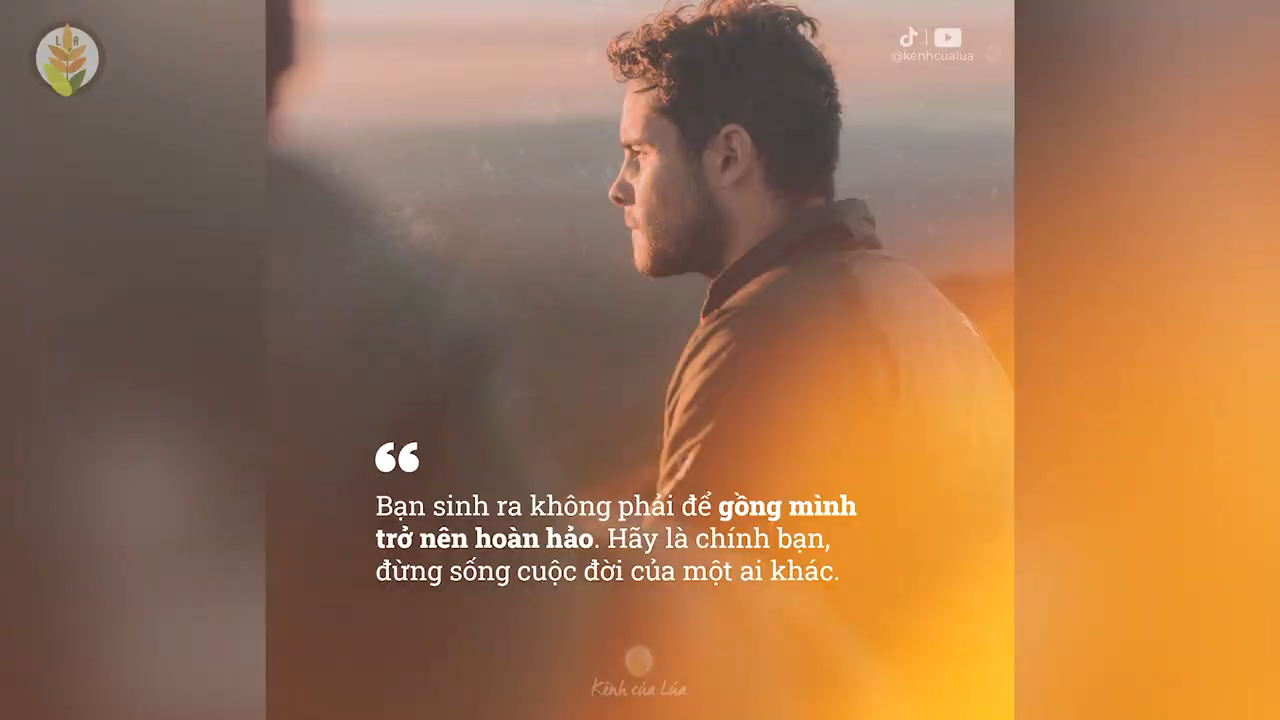 L A
@kenhcualua
“
Bạn sinh ra không phải để gồng mình
trở nên hoàn hảo. Hãy là chính bạn,
đừng sống cuộc đời của một ai khác.
Kênh của Lúa